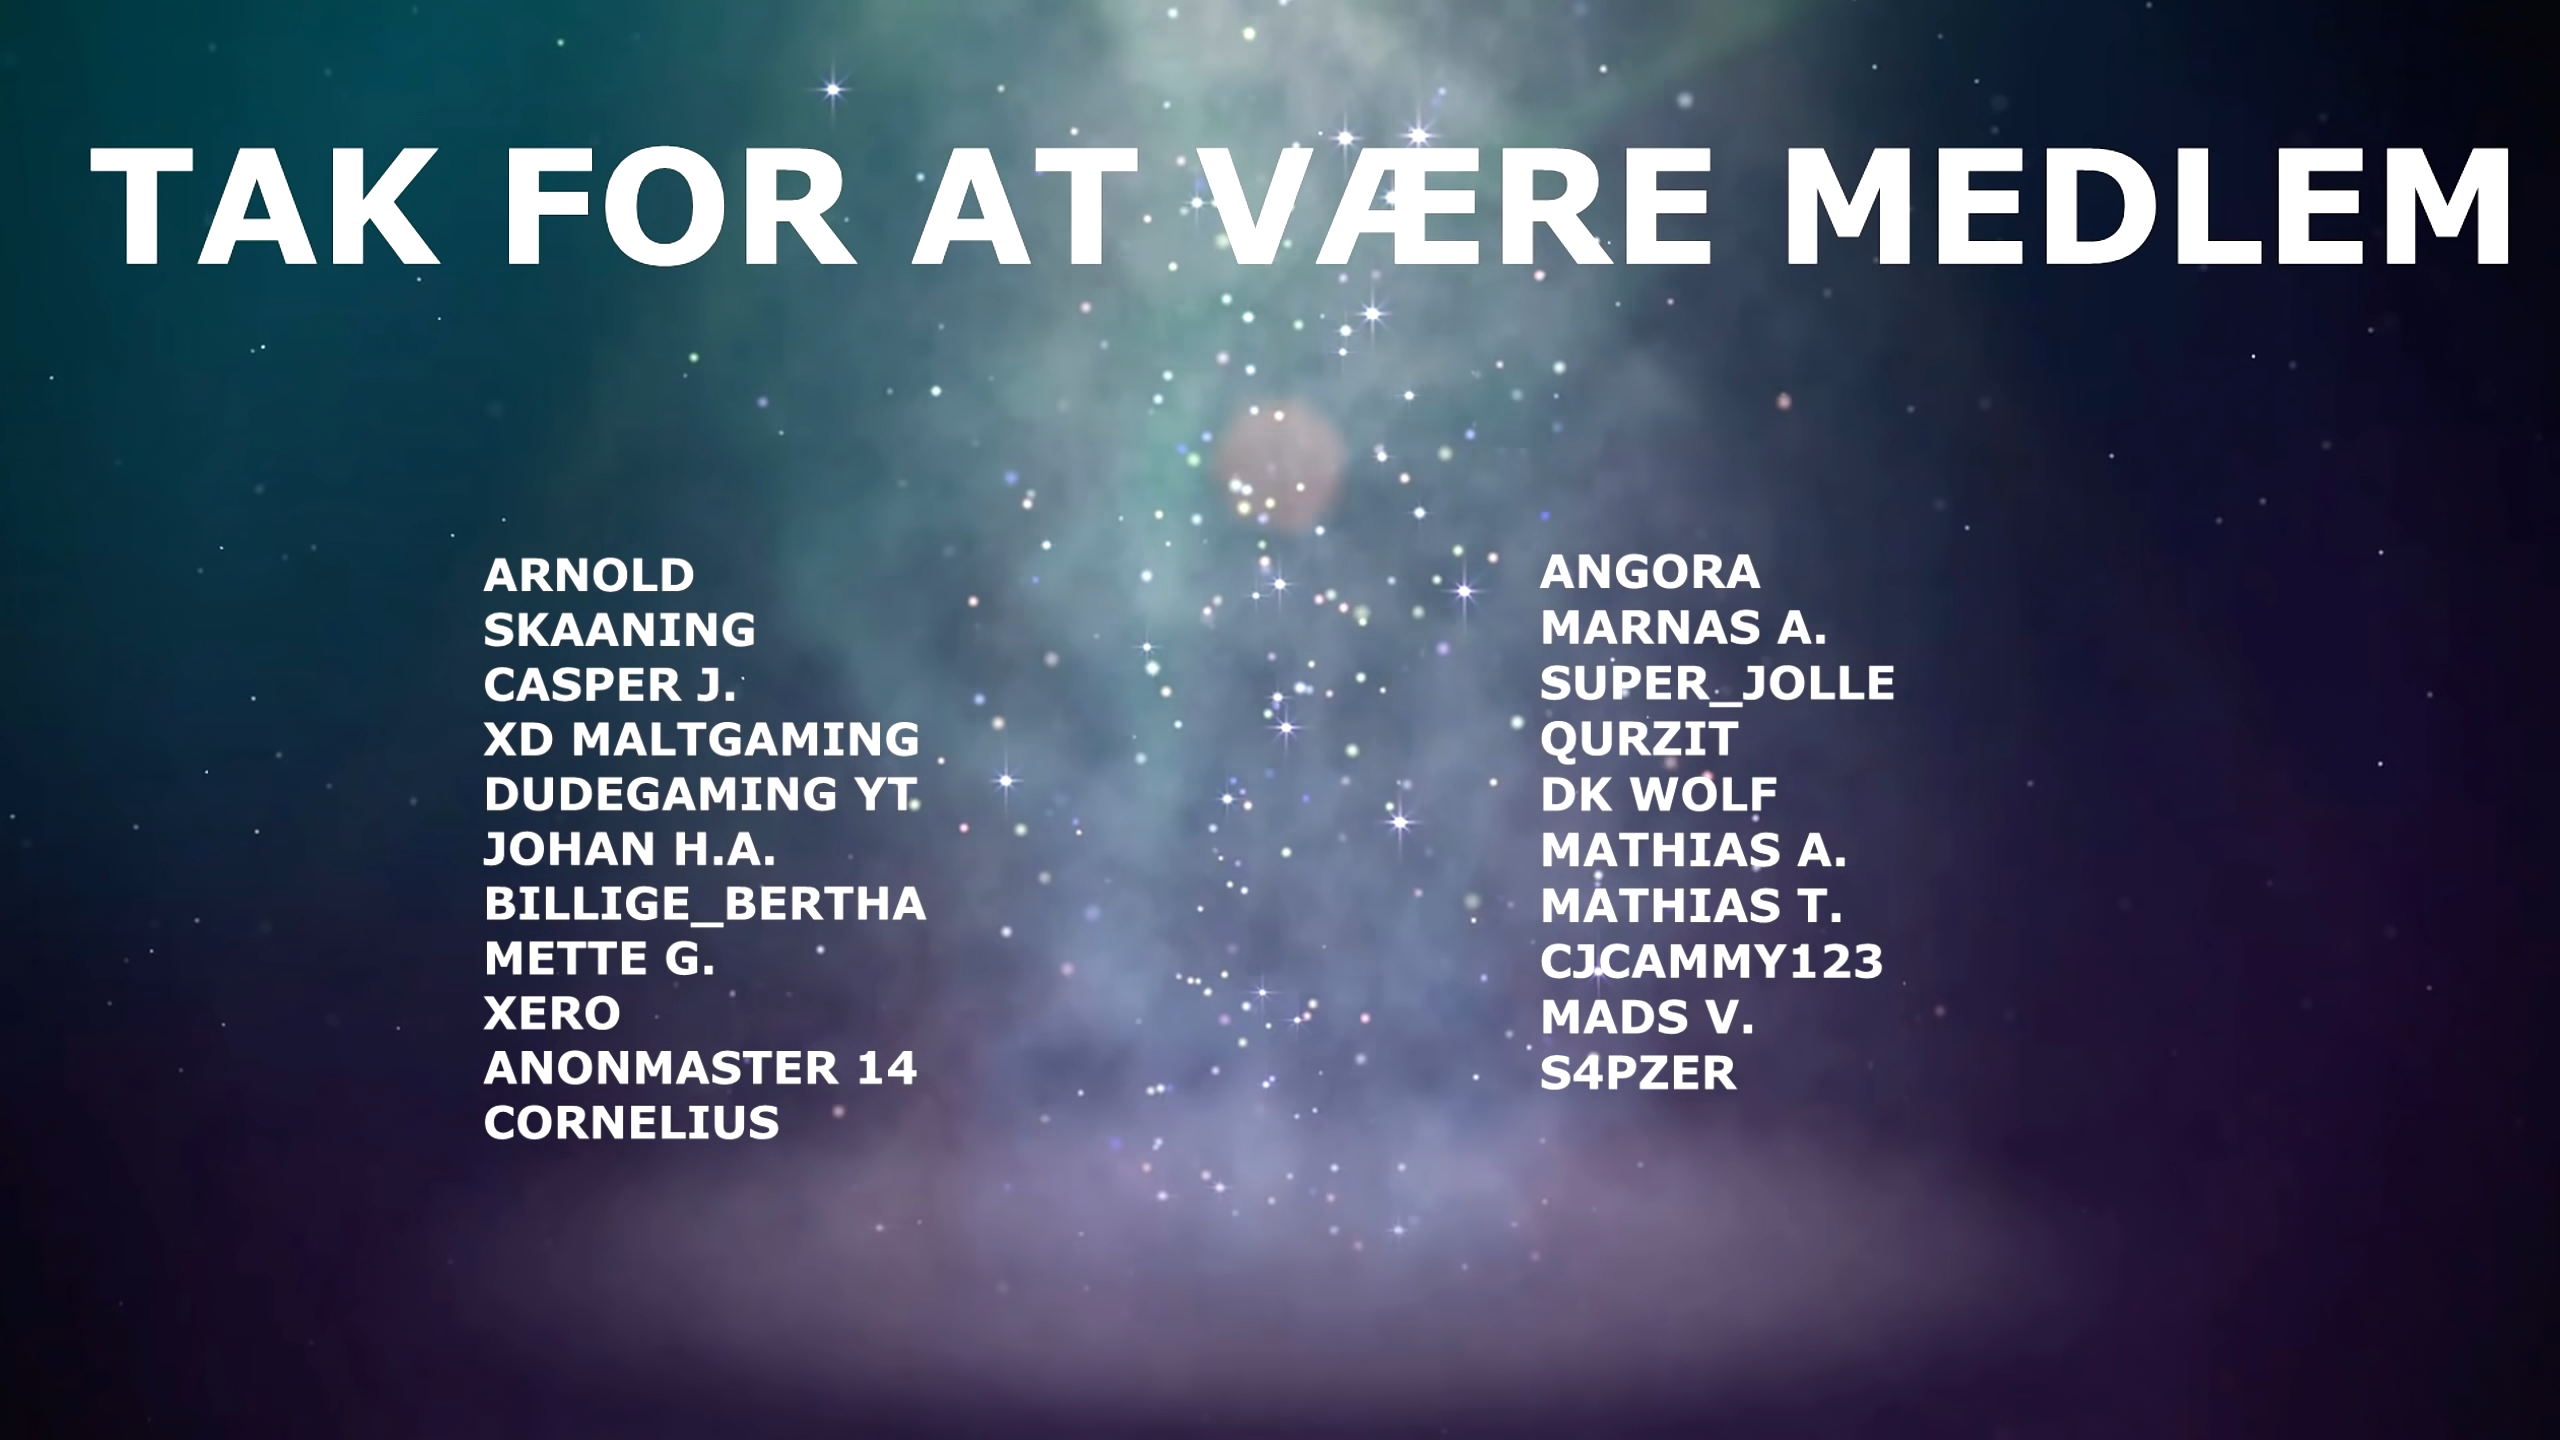 TAK FOR AT VÆRE MEDLEM
ARNOLD
SKAANING
CASPER J.
XD MALTGAMING
DUDEGAMING YT
JOHAN H.A.
BILLIGE_BERTHA
METTE G.
XERO
ANONMASTER 14
CORNELIUS
ANGORA
MARNAS A.
SUPER_JOLLE
QURZIT
DK WOLF
MATHIAS A.
MATHIAS T.
CJCAMMY123
MADS V.
S4PZER